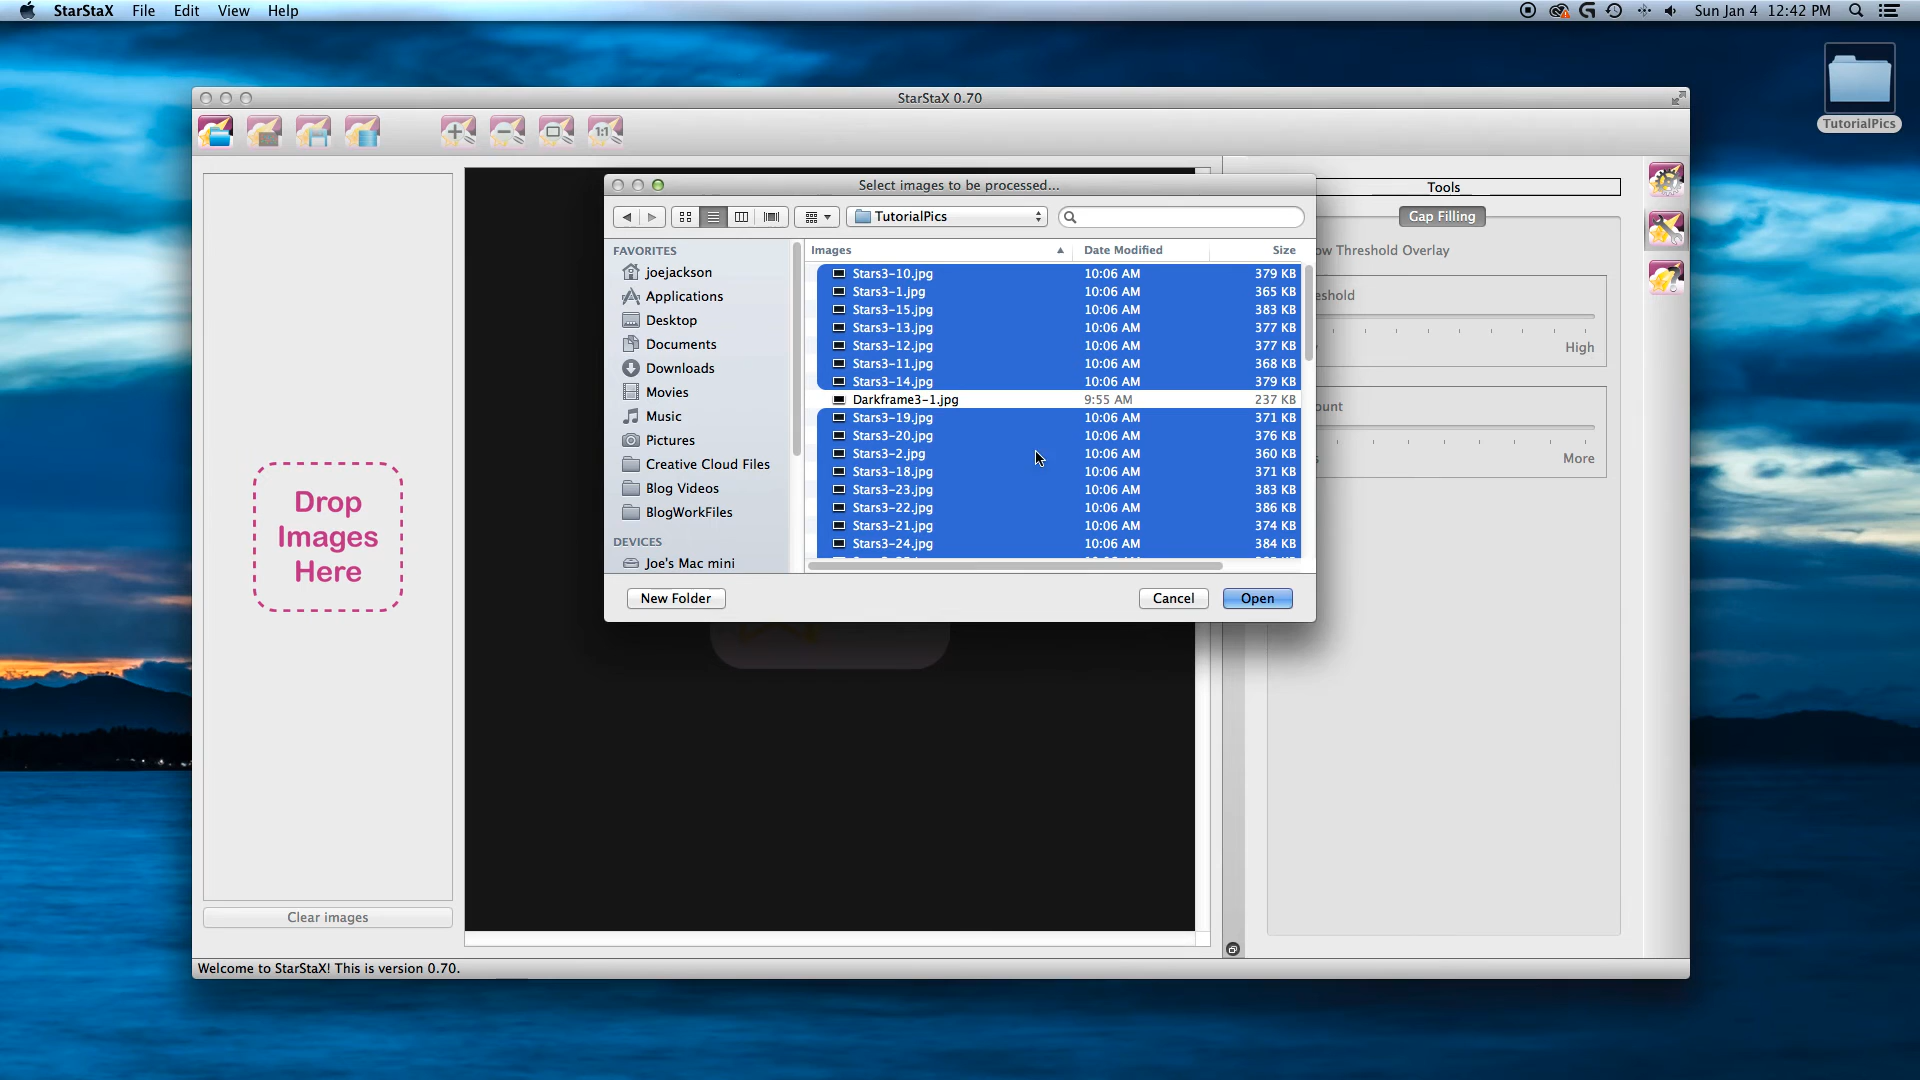 StarStaX File Edit View Help
Sun Jan 4 12:42 PM
TutorialPics
StarStaX 0.70
1:1
Select images to be processed...
TutorialPics
FAVORITES
joejackson
Applications
Desktop
Documents
Downloads
Movies
Music
Pictures
Creative Cloud Files
Blog Videos
BlogWorkFiles
DEVICES
Joe's Mac mini
Images Date Modified Size
Stars3-10.jpg 10:06 AM 379 KB
Stars3-1.jpg 10:06 AM 365 KB
Stars3-15.jpg 10:06 AM 383 KB
Stars3-13.jpg 10:06 AM 377 KB
Stars3-12.jpg 10:06 AM 377 KB
Stars3-11.jpg 10:06 AM 368 KB
Stars3-14.jpg 10:06 AM 379 KB
Darkframe3-1.jpg 9:55 AM 237 KB
Stars3-19.jpg 10:06 AM 371 KB
Stars3-20.jpg 10:06 AM 376 KB
Stars3-2.jpg 10:06 AM 360 KB
Stars3-18.jpg 10:06 AM 371 KB
Stars3-23.jpg 10:06 AM 383 KB
Stars3-22.jpg 10:06 AM 386 KB
Stars3-21.jpg 10:06 AM 374 KB
Stars3-24.jpg 10:06 AM 384 KB
New Folder Cancel Open
Tools
Gap Filling
ow Threshold Overlay
eshold
High
ount
s More
Drop
Images
Here
Clear images
Welcome to StarStaX! This is version 0.70.